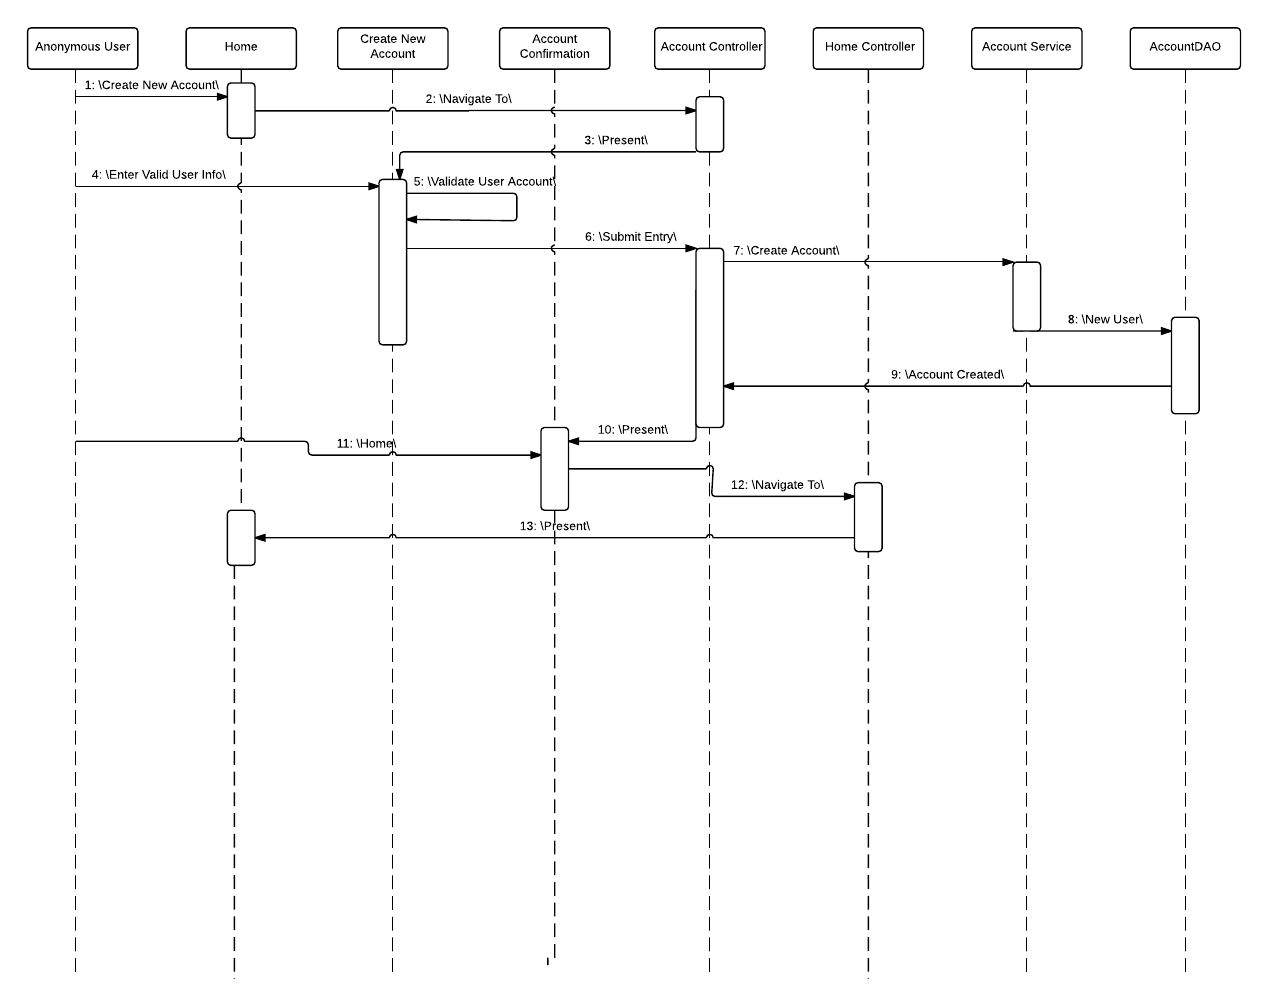 Anonymous User
Home
Create New
Account
Account
Confirmation
Account Controller
Home Controller
Account Service
AccountDAO
1: \Create New Account\
2: \Navigate To\
3: \Present\
4: \Enter Valid User Info\
5: \Validate User Account\
6: \Submit Entry\
7: \Create Account\
8: \New User\
9: \Account Created\
10: \Present\
11: \Home\
12: \Navigate To\
13: \Present\